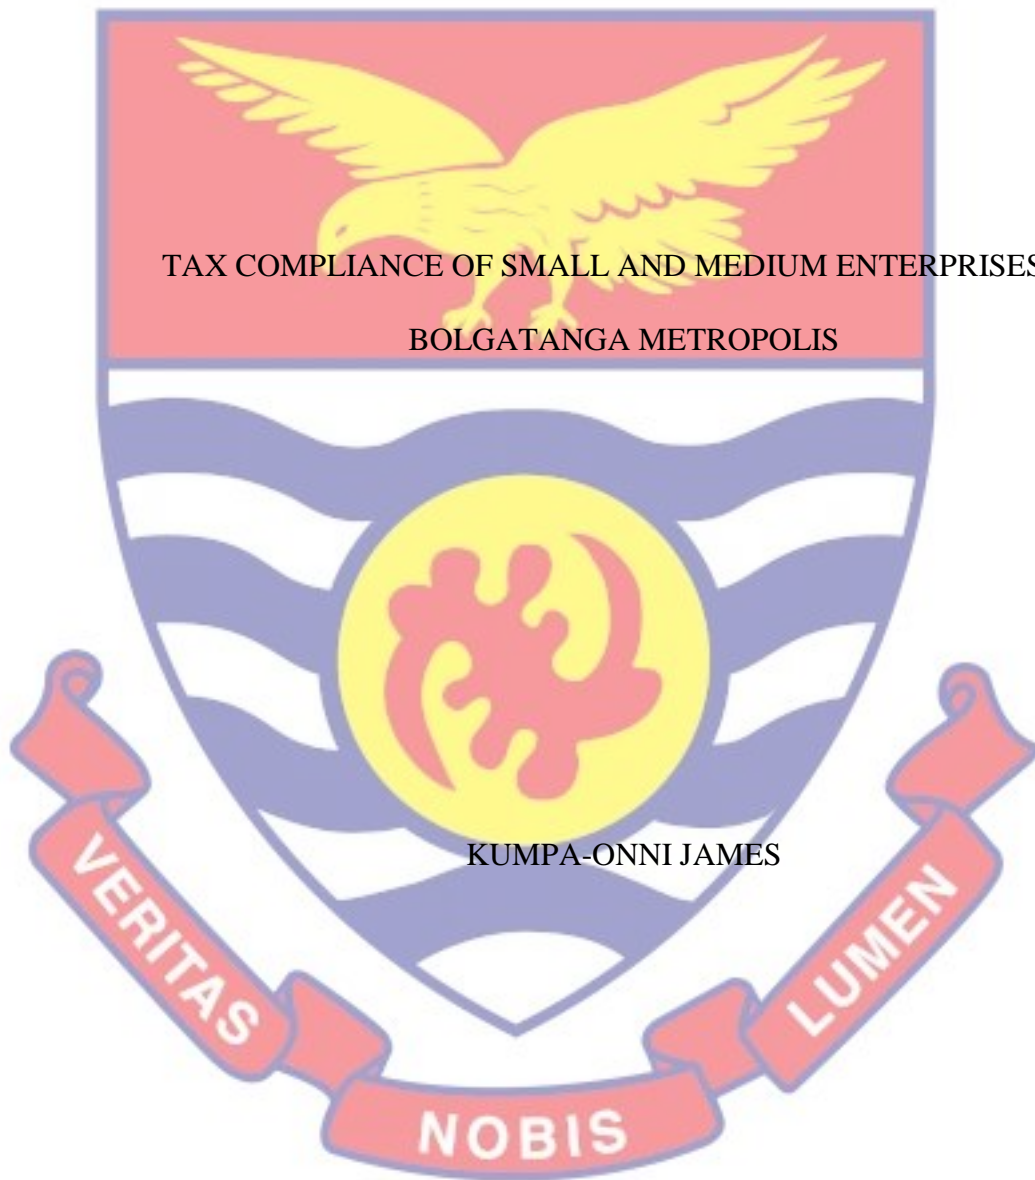 TAX COMPLIANCE OF SMALL AND MEDIUM ENTERPRISES
BOLGATANGA METROPOLIS
KUMPA-ONNI JAMES
VERITAS
NOBIS
LUMEN